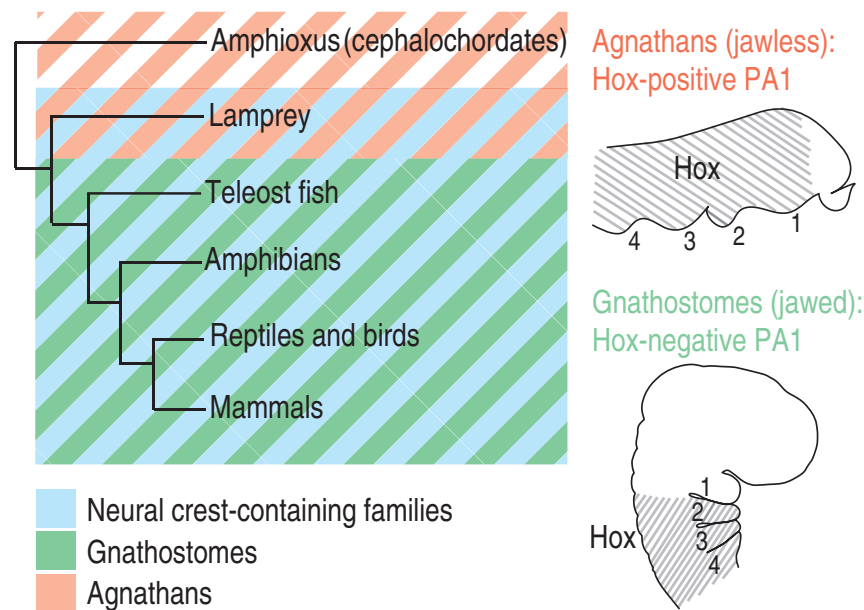 Amphioxus (cephalochordates)
Lamprey
Teleost fish
Amphibians
Reptiles and birds
Mammals
Neural crest-containing families
Gnathostomes
Agnathans
Agnathans (jawless):
Hox-positive PA1
Hox
4 3 2 1
Gnathostomes (jawed):
Hox-negative PA1
1
2
Hox 3
4